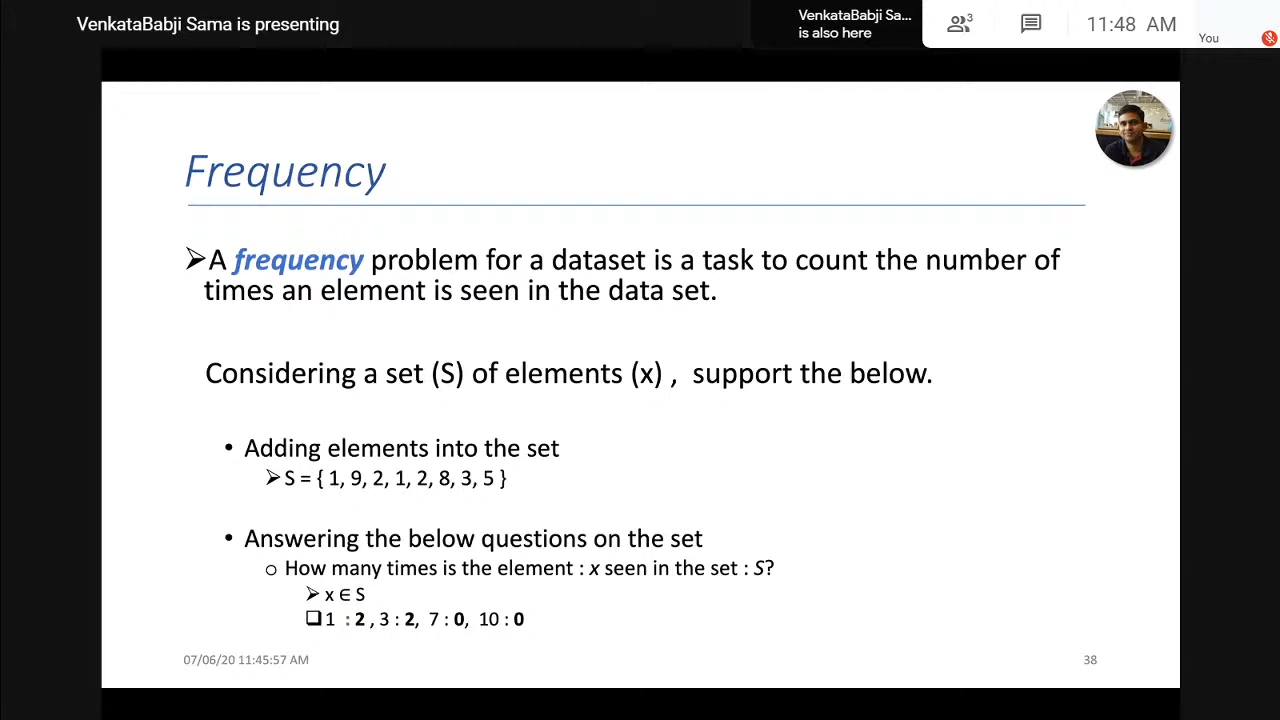 VenkataBabji Sama is presenting
VenkataBabji Sa...
is also here
3
11:48 AM
You
Frequency
➢A frequency problem for a dataset is a task to count the number of
times an element is seen in the data set.
Considering a set (S) of elements (x) , support the below.
• Adding elements into the set
➢S = { 1, 9, 2, 1, 2, 8, 3, 5 }
• Answering the below questions on the set
o How many times is the element : x seen in the set : S?
➢ x ∈ S
❑1 : 2 , 3 : 2, 7 : 0, 10 : 0
07/06/20 11:45:57 AM
38